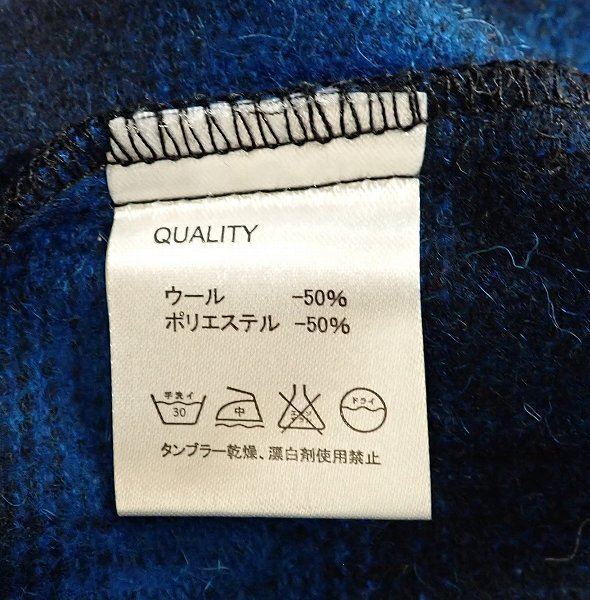 QUALITY
ウール -50%
ポリエステル -50%
手洗イ 中 ドライ
30
タンブラー乾燥、漂白剤使用禁止